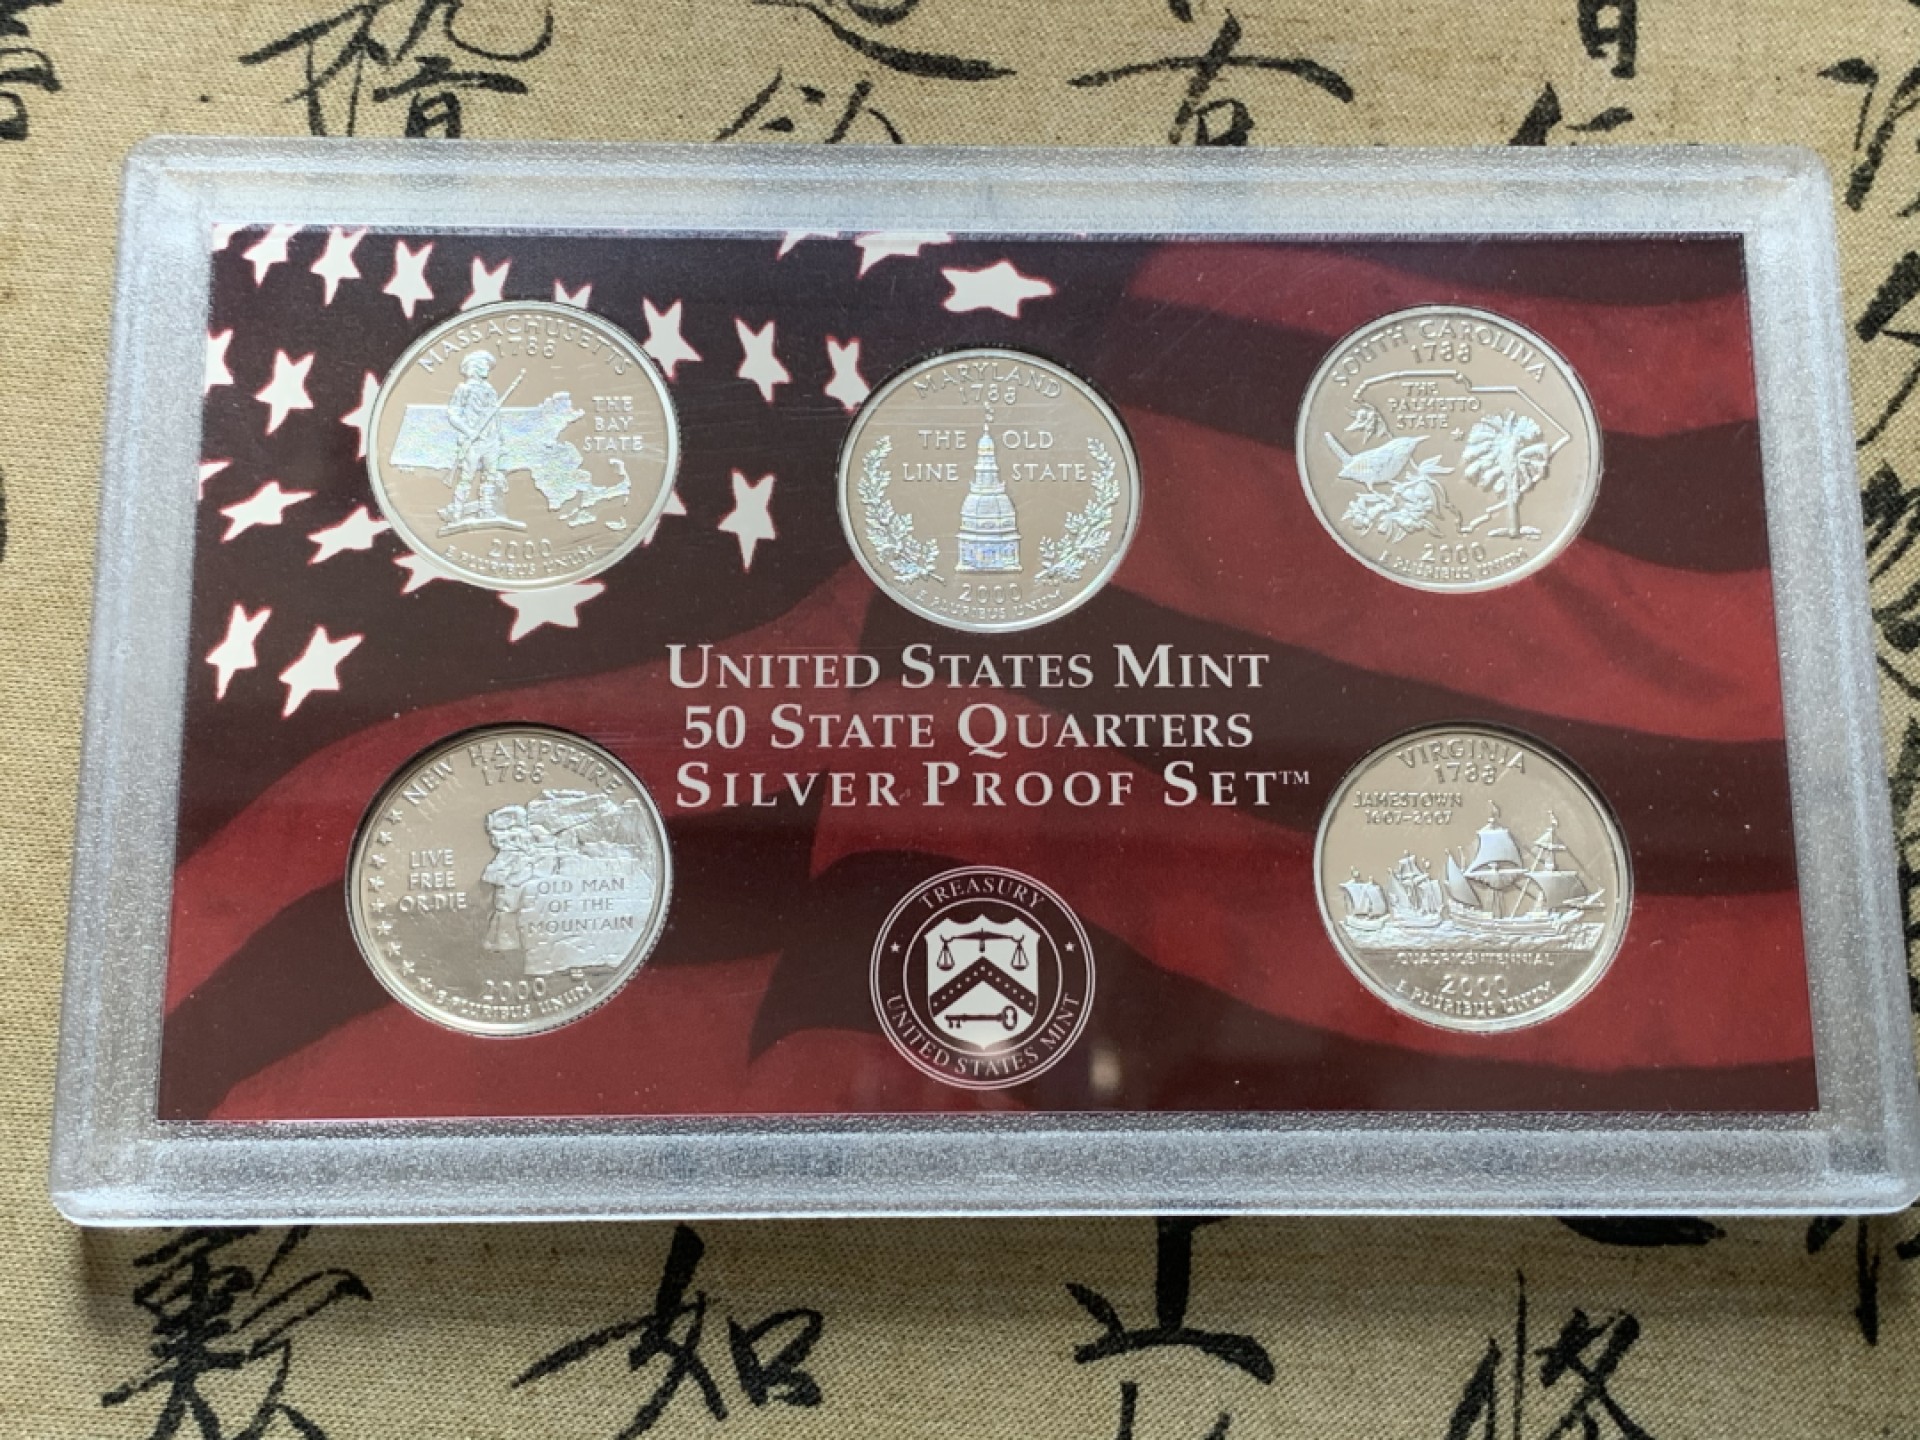 MASSACHUSETTS
1788
THE
BAY
STATE
2000
E PLURIBUS UNUM
MARYLAND
1788
THE OLD
LINE STATE
2000
E PLURIBUS UNUM
SOUTH CAROLINA
1788
THE
PALMETTO
STATE
2000
E PLURIBUS UNUM
UNITED STATES MINT
50 STATE QUARTERS
SILVER PROOF SET™
NEW HAMPSHIRE
1788
LIVE
FREE
OR DIE
OLD MAN
OF THE
MOUNTAIN
2000
E PLURIBUS UNUM
TREASURY
UNITED STATES MINT
VIRGINIA
1788
JAMESTOWN
1607-2007
QUADRICENTENNIAL
2000
E PLURIBUS UNUM
如